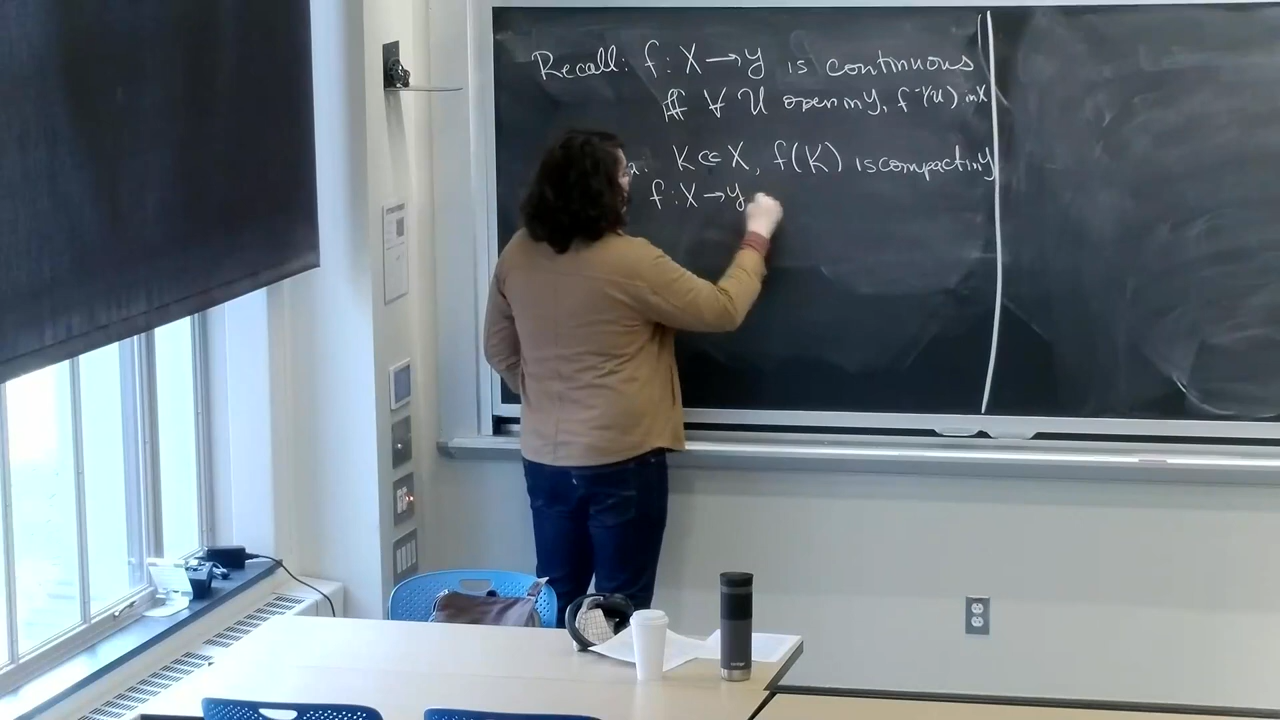 Recall: f: X → Y is continuous
iff ∀ U open in Y, f⁻¹(U) in X
K ⊂⊂ X, f(K) is compact in Y
f: X → Y